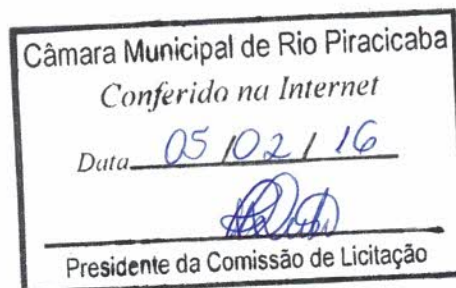 Câmara Municipal de Rio Piracicaba
Conferido na Internet
Data 05/02/16
Presidente da Comissão de Licitação